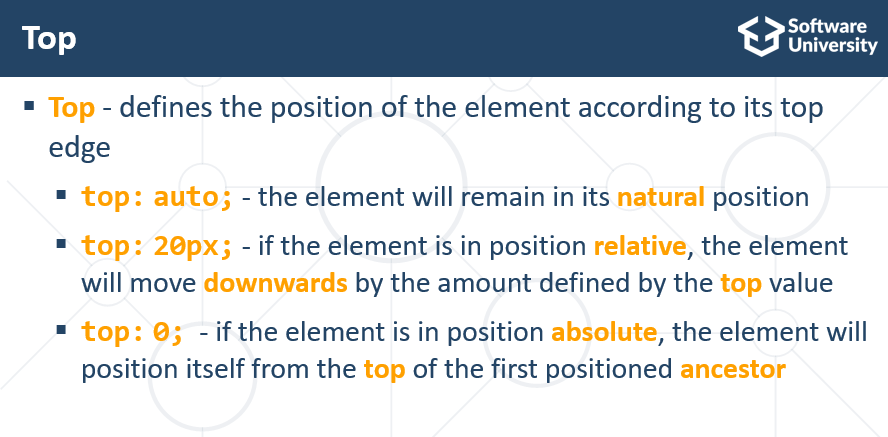 Top
Software
University
▪ Top - defines the position of the element according to its top
edge
▪ top: auto; - the element will remain in its natural position
▪ top: 20px; - if the element is in position relative, the element
will move downwards by the amount defined by the top value
▪ top: 0; - if the element is in position absolute, the element will
position itself from the top of the first positioned ancestor